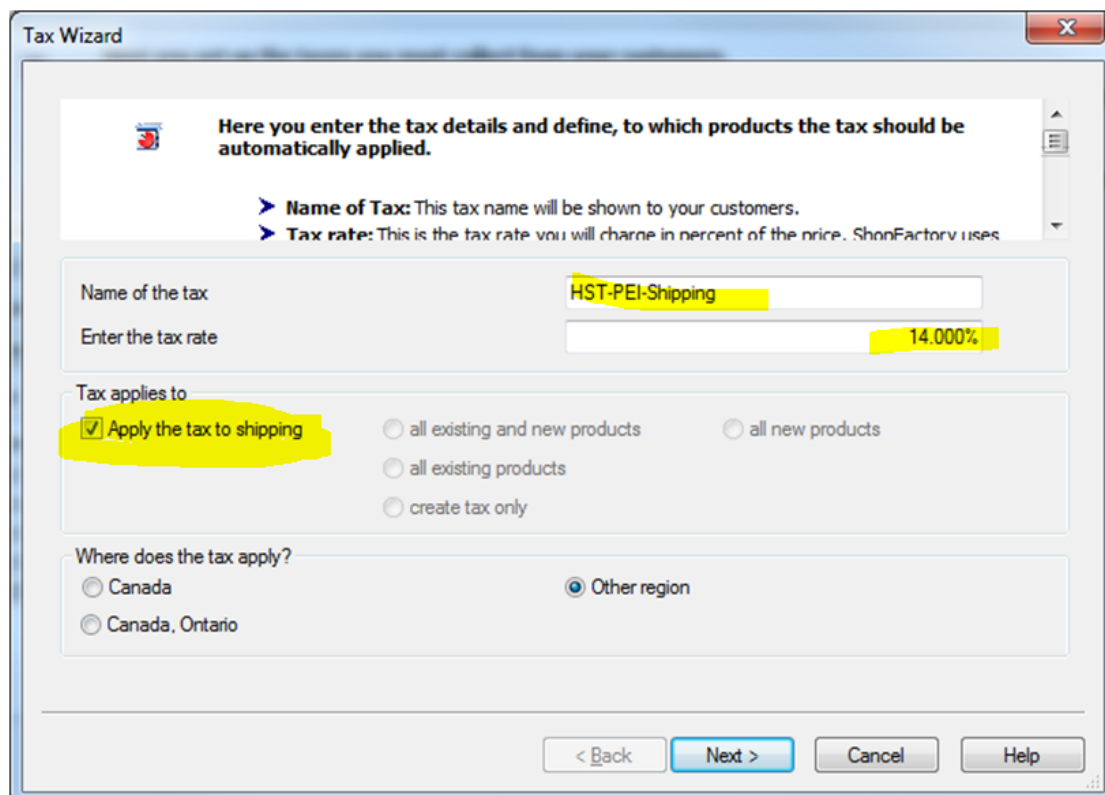 Tax Wizard
Here you enter the tax details and define, to which products the tax should be
automatically applied.
Name of Tax: This tax name will be shown to your customers.
Tax rate: This is the tax rate you will charge in percent of the price. ShopFactory uses
Name of the tax
HST-PEI-Shipping
Enter the tax rate
14.000%
Tax applies to
Apply the tax to shipping
all existing and new products
all new products
all existing products
create tax only
Where does the tax apply?
Canada
Other region
Canada, Ontario
< Back
Next >
Cancel
Help